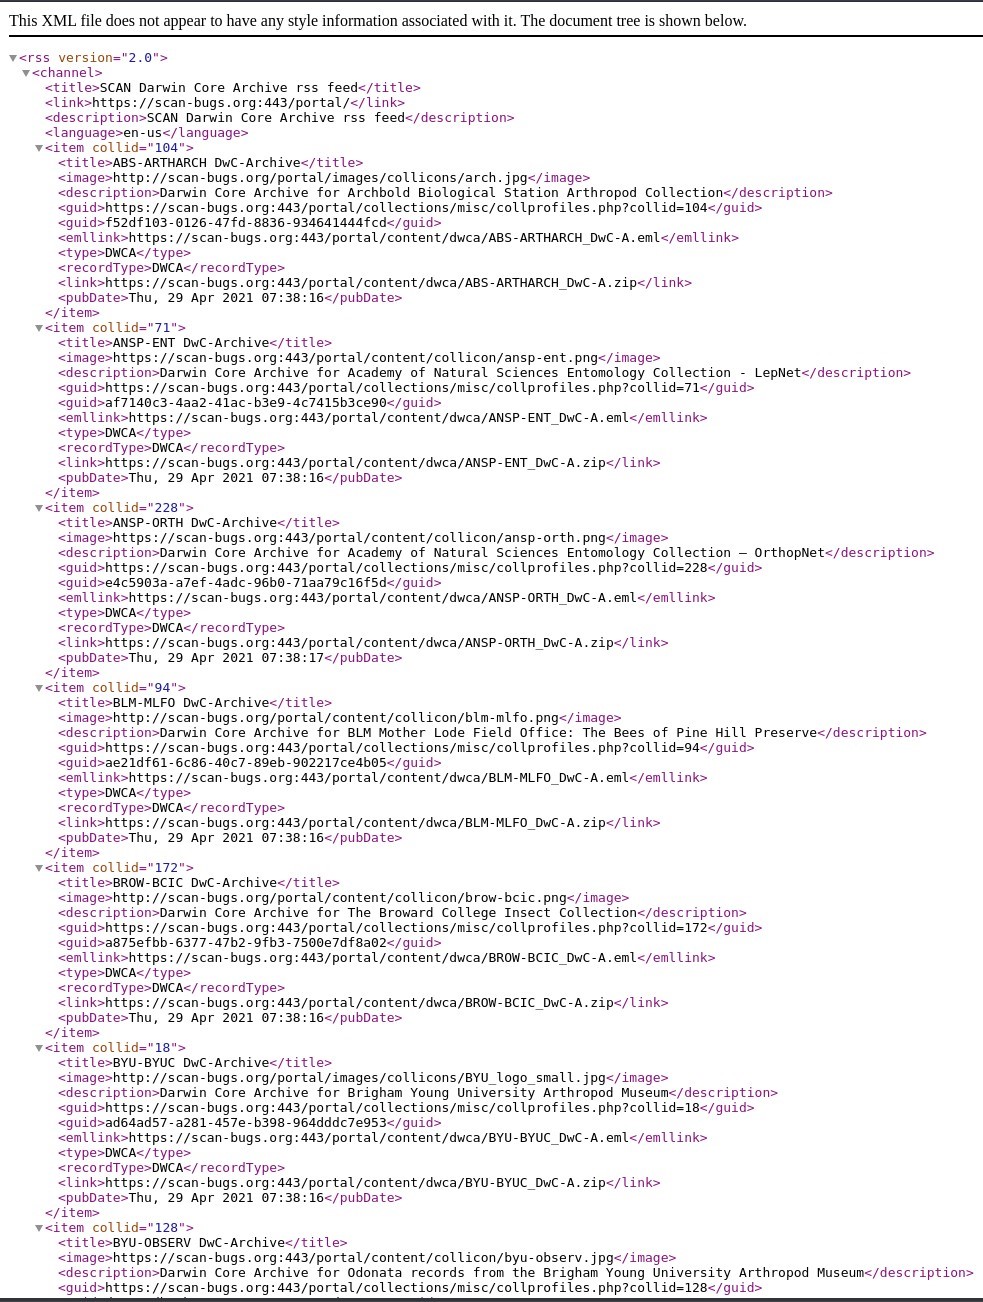 This XML file does not appear to have any style information associated with it. The document tree is shown below.
▼<rss version="2.0">
▼<channel>
<title>SCAN Darwin Core Archive rss feed</title>
<link>https://scan-bugs.org:443/portal/</link>
<description>SCAN Darwin Core Archive rss feed</description>
<language>en-us</language>
▼<item collid="104">
<title>ABS-ARTHARCH DwC-Archive</title>
<image>http://scan-bugs.org/portal/images/collicons/arch.jpg</image>
<description>Darwin Core Archive for Archbold Biological Station Arthropod Collection</description>
<guid>https://scan-bugs.org:443/portal/collections/misc/collprofiles.php?collid=104</guid>
<guid>f52df103-0126-47fd-8836-934641444fcd</guid>
<emllink>https://scan-bugs.org:443/portal/content/dwca/ABS-ARTHARCH_DwC-A.eml</emllink>
<type>DWCA</type>
<recordType>DWCA</recordType>
<link>https://scan-bugs.org:443/portal/content/dwca/ABS-ARTHARCH_DwC-A.zip</link>
<pubDate>Thu, 29 Apr 2021 07:38:16</pubDate>
</item>
▼<item collid="71">
<title>ANSP-ENT DwC-Archive</title>
<image>https://scan-bugs.org:443/portal/content/collicon/ansp-ent.png</image>
<description>Darwin Core Archive for Academy of Natural Sciences Entomology Collection - LepNet</description>
<guid>https://scan-bugs.org:443/portal/collections/misc/collprofiles.php?collid=71</guid>
<guid>af7140c3-4aa2-41ac-b3e9-4c7415b3ce90</guid>
<emllink>https://scan-bugs.org:443/portal/content/dwca/ANSP-ENT_DwC-A.eml</emllink>
<type>DWCA</type>
<recordType>DWCA</recordType>
<link>https://scan-bugs.org:443/portal/content/dwca/ANSP-ENT_DwC-A.zip</link>
<pubDate>Thu, 29 Apr 2021 07:38:16</pubDate>
</item>
▼<item collid="228">
<title>ANSP-ORTH DwC-Archive</title>
<image>https://scan-bugs.org:443/portal/content/collicon/ansp-orth.png</image>
<description>Darwin Core Archive for Academy of Natural Sciences Entomology Collection – OrthopNet</description>
<guid>https://scan-bugs.org:443/portal/collections/misc/collprofiles.php?collid=228</guid>
<guid>e4c5903a-a7ef-4adc-96b0-71aa79c16f5d</guid>
<emllink>https://scan-bugs.org:443/portal/content/dwca/ANSP-ORTH_DwC-A.eml</emllink>
<type>DWCA</type>
<recordType>DWCA</recordType>
<link>https://scan-bugs.org:443/portal/content/dwca/ANSP-ORTH_DwC-A.zip</link>
<pubDate>Thu, 29 Apr 2021 07:38:17</pubDate>
</item>
▼<item collid="94">
<title>BLM-MLFO DwC-Archive</title>
<image>http://scan-bugs.org/portal/content/collicon/blm-mlfo.png</image>
<description>Darwin Core Archive for BLM Mother Lode Field Office: The Bees of Pine Hill Preserve</description>
<guid>https://scan-bugs.org:443/portal/collections/misc/collprofiles.php?collid=94</guid>
<guid>ae21df61-6c86-40c7-89eb-902217ce4b05</guid>
<emllink>https://scan-bugs.org:443/portal/content/dwca/BLM-MLFO_DwC-A.eml</emllink>
<type>DWCA</type>
<recordType>DWCA</recordType>
<link>https://scan-bugs.org:443/portal/content/dwca/BLM-MLFO_DwC-A.zip</link>
<pubDate>Thu, 29 Apr 2021 07:38:16</pubDate>
</item>
▼<item collid="172">
<title>BROW-BCIC DwC-Archive</title>
<image>http://scan-bugs.org/portal/content/collicon/brow-bcic.png</image>
<description>Darwin Core Archive for The Broward College Insect Collection</description>
<guid>https://scan-bugs.org:443/portal/collections/misc/collprofiles.php?collid=172</guid>
<guid>a875efbb-6377-47b2-9fb3-7500e7df8a02</guid>
<emllink>https://scan-bugs.org:443/portal/content/dwca/BROW-BCIC_DwC-A.eml</emllink>
<type>DWCA</type>
<recordType>DWCA</recordType>
<link>https://scan-bugs.org:443/portal/content/dwca/BROW-BCIC_DwC-A.zip</link>
<pubDate>Thu, 29 Apr 2021 07:38:16</pubDate>
</item>
▼<item collid="18">
<title>BYU-BYUC DwC-Archive</title>
<image>http://scan-bugs.org/portal/images/collicons/BYU_logo_small.jpg</image>
<description>Darwin Core Archive for Brigham Young University Arthropod Museum</description>
<guid>https://scan-bugs.org:443/portal/collections/misc/collprofiles.php?collid=18</guid>
<guid>ad64ad57-a281-457e-b398-964dddc7e953</guid>
<emllink>https://scan-bugs.org:443/portal/content/dwca/BYU-BYUC_DwC-A.eml</emllink>
<type>DWCA</type>
<recordType>DWCA</recordType>
<link>https://scan-bugs.org:443/portal/content/dwca/BYU-BYUC_DwC-A.zip</link>
<pubDate>Thu, 29 Apr 2021 07:38:16</pubDate>
</item>
▼<item collid="128">
<title>BYU-OBSERV DwC-Archive</title>
<image>https://scan-bugs.org:443/portal/content/collicon/byu-observ.jpg</image>
<description>Darwin Core Archive for Odonata records from the Brigham Young University Arthropod Museum</description>
<guid>https://scan-bugs.org:443/portal/collections/misc/collprofiles.php?collid=128</guid>